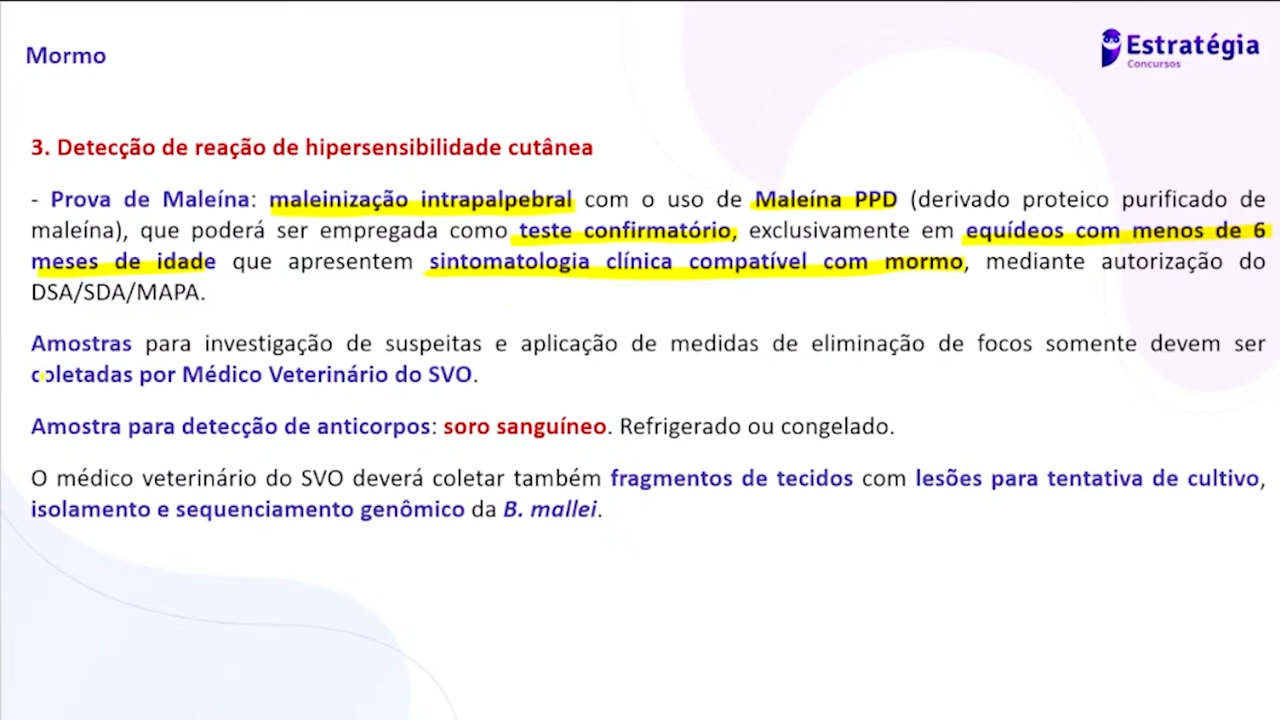 Mormo
Estratégia
Concursos
3. Detecção de reação de hipersensibilidade cutânea
- Prova de Maleína: maleinização intrapalpebral com o uso de Maleína PPD (derivado proteico purificado de
maleína), que poderá ser empregada como teste confirmatório, exclusivamente em equídeos com menos de 6
meses de idade que apresentem sintomatologia clínica compatível com mormo, mediante autorização do
DSA/SDA/MAPA.
Amostras para investigação de suspeitas e aplicação de medidas de eliminação de focos somente devem ser
coletadas por Médico Veterinário do SVO.
Amostra para detecção de anticorpos: soro sanguíneo. Refrigerado ou congelado.
O médico veterinário do SVO deverá coletar também fragmentos de tecidos com lesões para tentativa de cultivo,
isolamento e sequenciamento genômico da B. mallei.